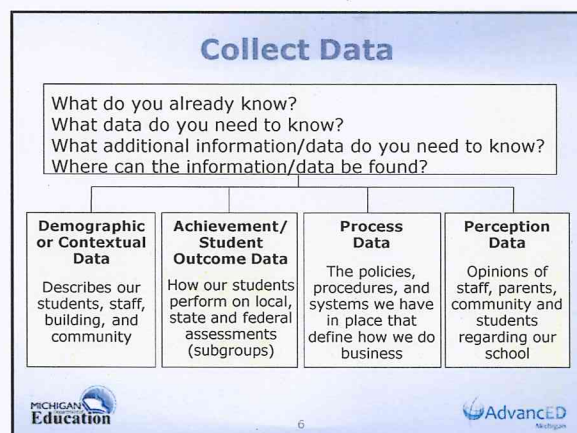 Collect Data
What do you already know?
What data do you need to know?
What additional information/data do you need to know?
Where can the information/data be found?
Demographic
or Contextual
Data
Describes our
students, staff,
building, and
community
Achievement/
Student
Outcome Data
How our students
perform on local,
state and federal
assessments
(subgroups)
Process
Data
The policies,
procedures, and
systems we have
in place that
define how we do
business
Perception
Data
Opinions of
staff, parents,
community and
students
regarding our
school
MICHIGAN
Education
6
AdvancED
Michigan